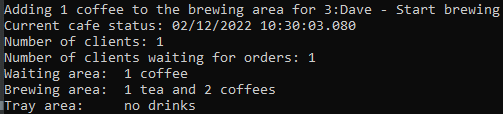 Adding 1 coffee to the brewing area for 3:Dave - Start brewing
Current cafe status: 02/12/2022 10:30:03.080
Number of clients: 1
Number of clients waiting for orders: 1
Waiting area:  1 coffee
Brewing area:  1 tea and 2 coffees
Tray area:     no drinks